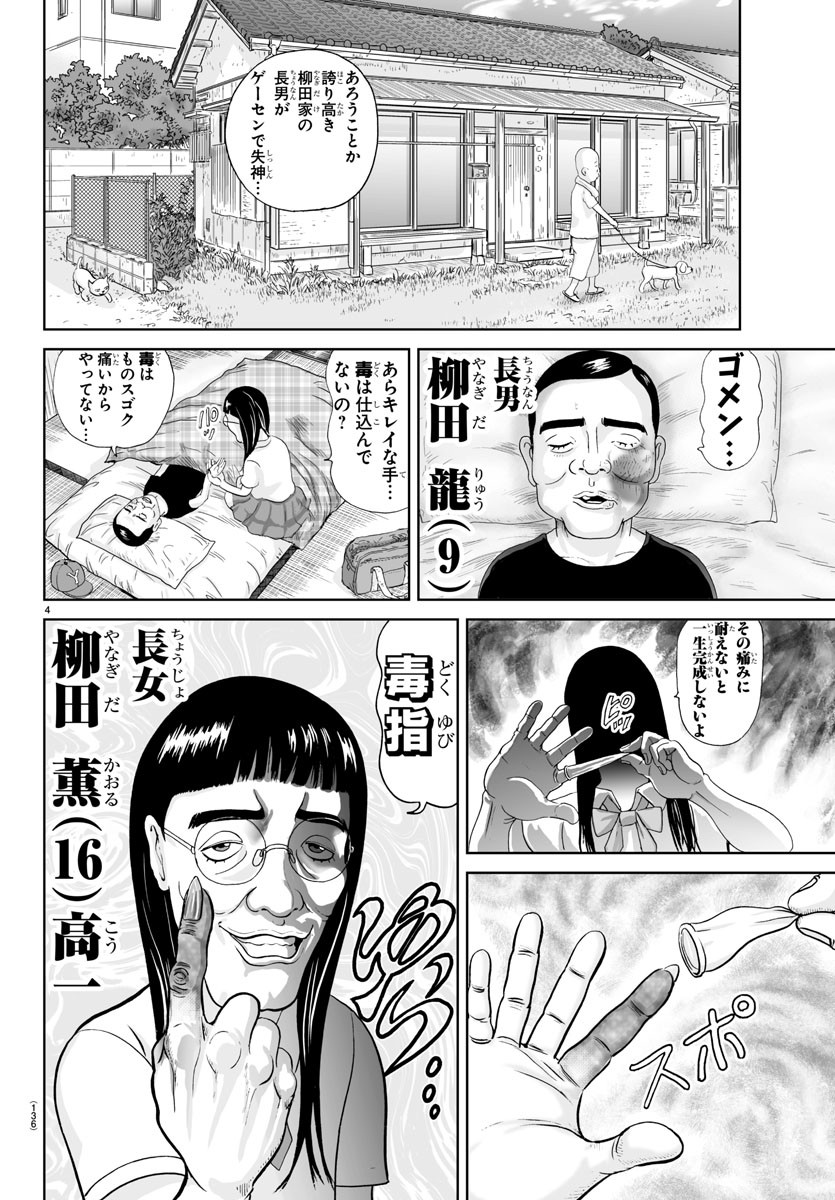 あろうことか
誇り高き
柳田家の
長男が
ゲーセンで失神…
ゴメン…
長男
柳田 龍(9)
あらキレイな手…
毒は仕込んで
ないの?
毒は
ものスゴク
痛いから
やってない…
4
その痛みに
耐えないと
一生完成しないよ
ピッ
スポ
毒指
長女
柳田 薫(16)高一
(136)